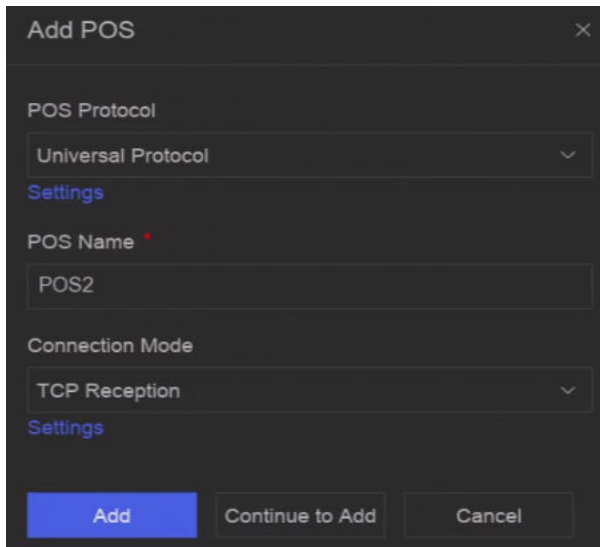 Add POS
POS Protocol
Universal Protocol
Settings
POS Name *
POS2
Connection Mode
TCP Reception
Settings
Add Continue to Add Cancel